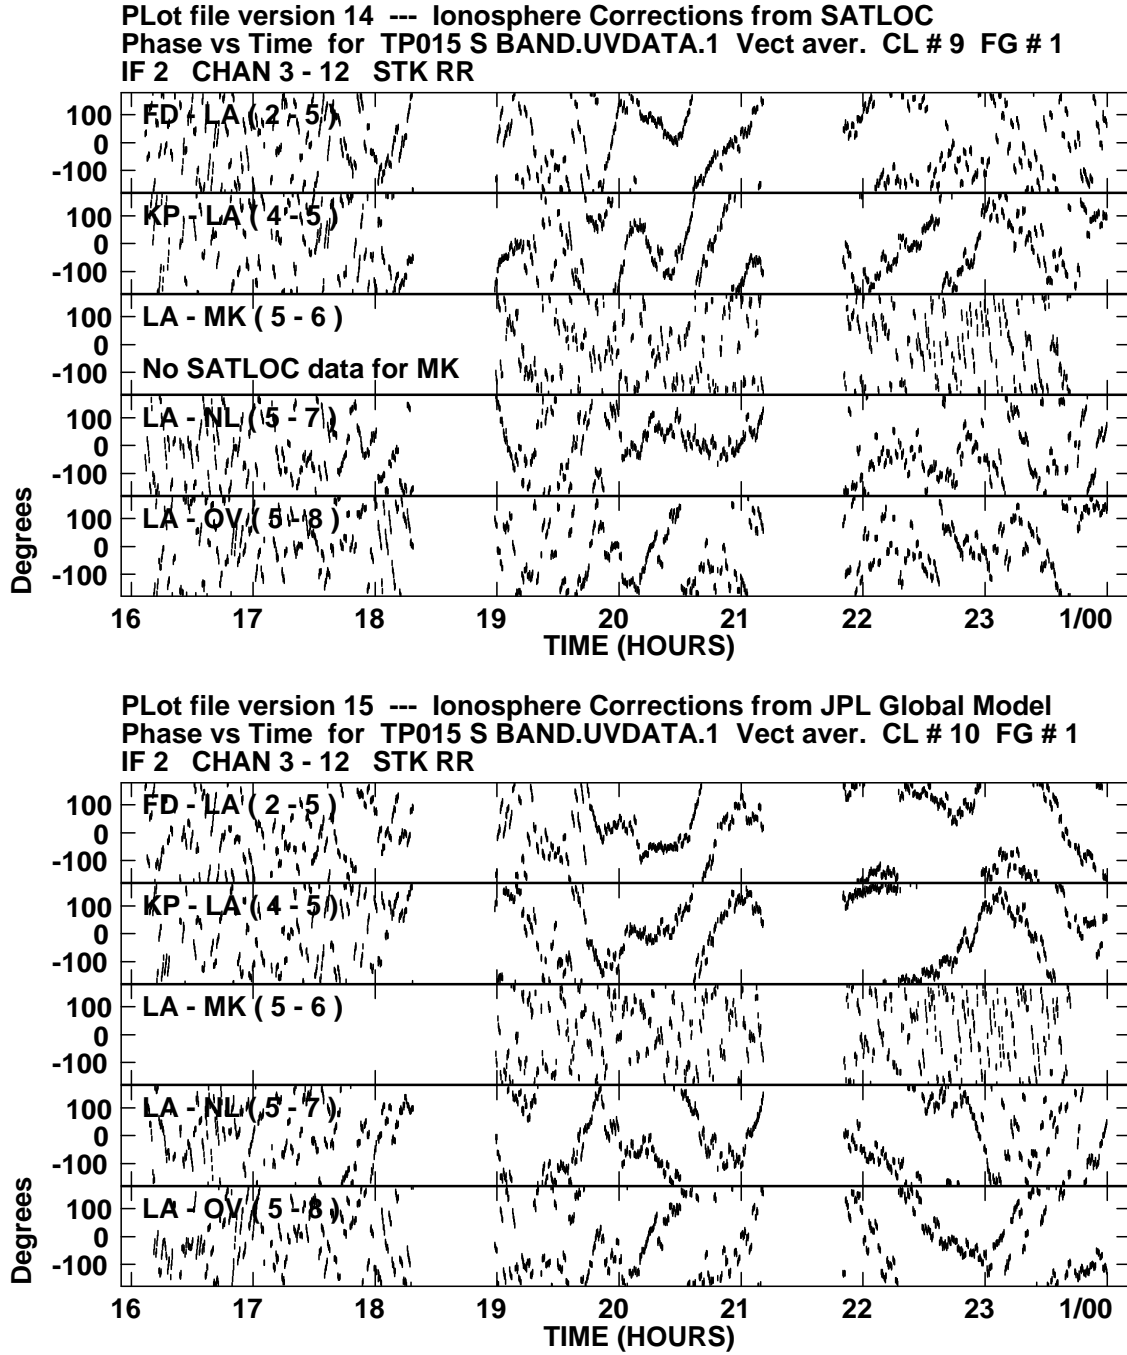 PLot file version 14 --- Ionosphere Corrections from SATLOC
Phase vs Time for TP015 S BAND.UVDATA.1 Vect aver. CL # 9 FG # 1
IF 2 CHAN 3 - 12 STK RR
100
0
-100
FD - LA ( 2 - 5 )
100
0
-100
KP - LA ( 4 - 5 )
100
0
-100
LA - MK ( 5 - 6 )
No SATLOC data for MK
100
0
-100
LA - NL ( 5 - 7 )
100
0
-100
LA - OV ( 5 - 8 )
Degrees
16 17 18 19 20 21 22 23 1/00
TIME (HOURS)
PLot file version 15 --- Ionosphere Corrections from JPL Global Model
Phase vs Time for TP015 S BAND.UVDATA.1 Vect aver. CL # 10 FG # 1
IF 2 CHAN 3 - 12 STK RR
100
0
-100
FD - LA ( 2 - 5 )
100
0
-100
KP - LA ( 4 - 5 )
100
0
-100
LA - MK ( 5 - 6 )
100
0
-100
LA - NL ( 5 - 7 )
100
0
-100
LA - OV ( 5 - 8 )
Degrees
16 17 18 19 20 21 22 23 1/00
TIME (HOURS)